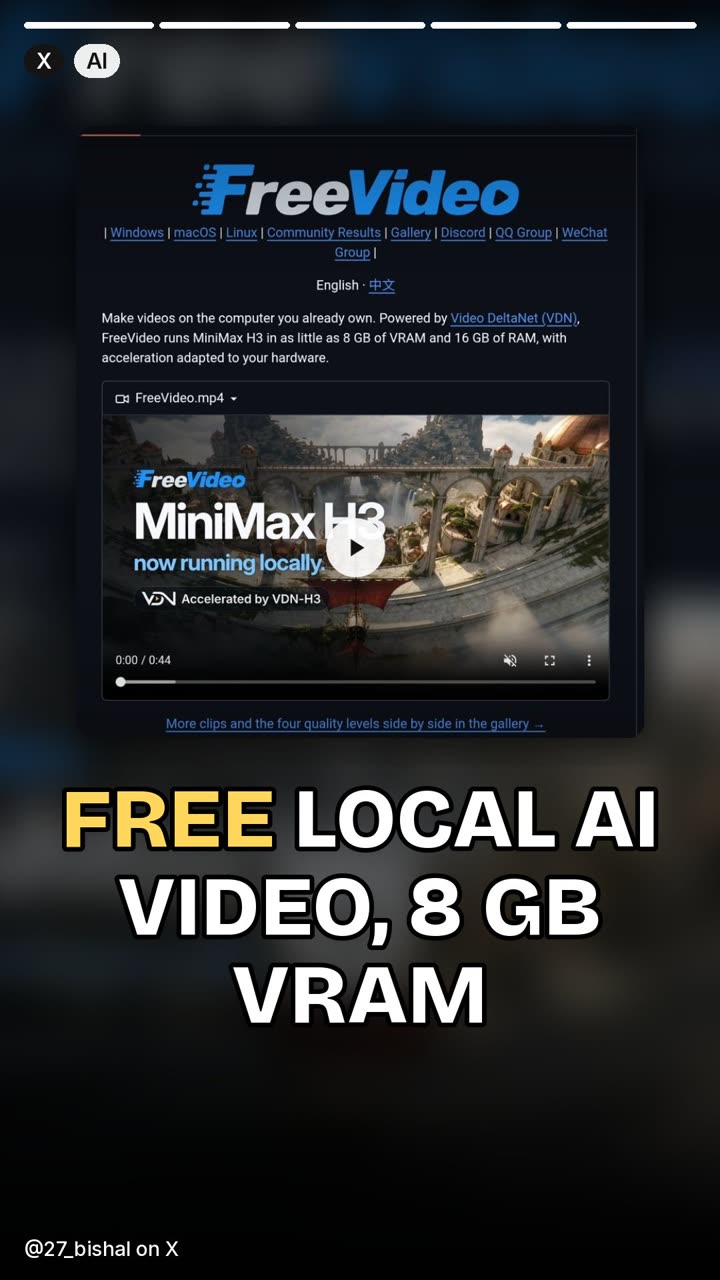 X AI
FreeVideo
| Windows | macOS | Linux | Community Results | Gallery | Discord | QQ Group | WeChat
Group |
English · 中文
Make videos on the computer you already own. Powered by Video DeltaNet (VDN),
FreeVideo runs MiniMax H3 in as little as 8 GB of VRAM and 16 GB of RAM, with
acceleration adapted to your hardware.
FreeVideo.mp4
FreeVideo
MiniMax H3
now running locally.
VDN Accelerated by VDN-H3
0:00 / 0:44
More clips and the four quality levels side by side in the gallery →
FREE LOCAL AI
VIDEO, 8 GB
VRAM
@27_bishal on X